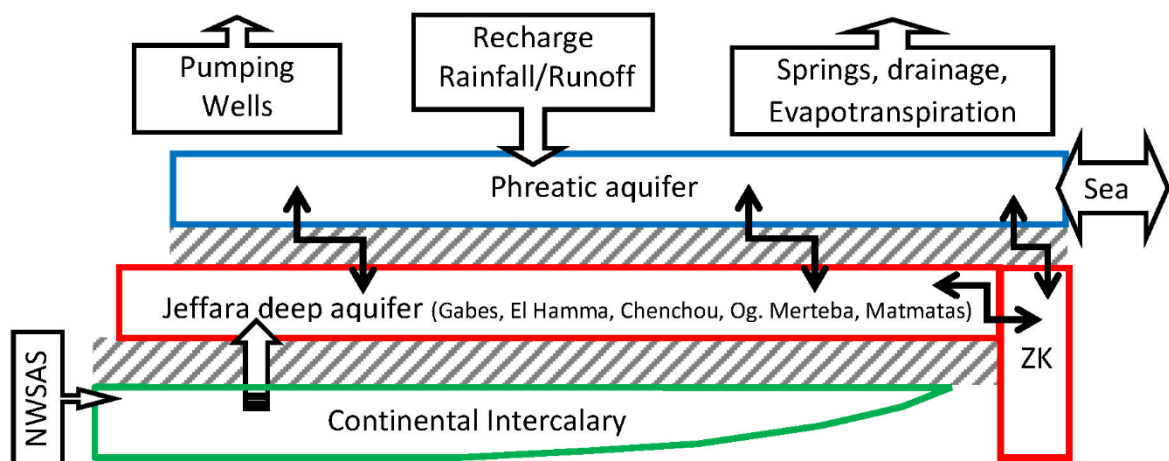 Pumping
Wells
Recharge
Rainfall/Runoff
Springs, drainage,
Evapotranspiration
Phreatic aquifer
Sea
Jeffara deep aquifer (Gabes, El Hamma, Chenchou, Og. Merteba, Matmatas)
ZK
NWSAS
Continental Intercalary